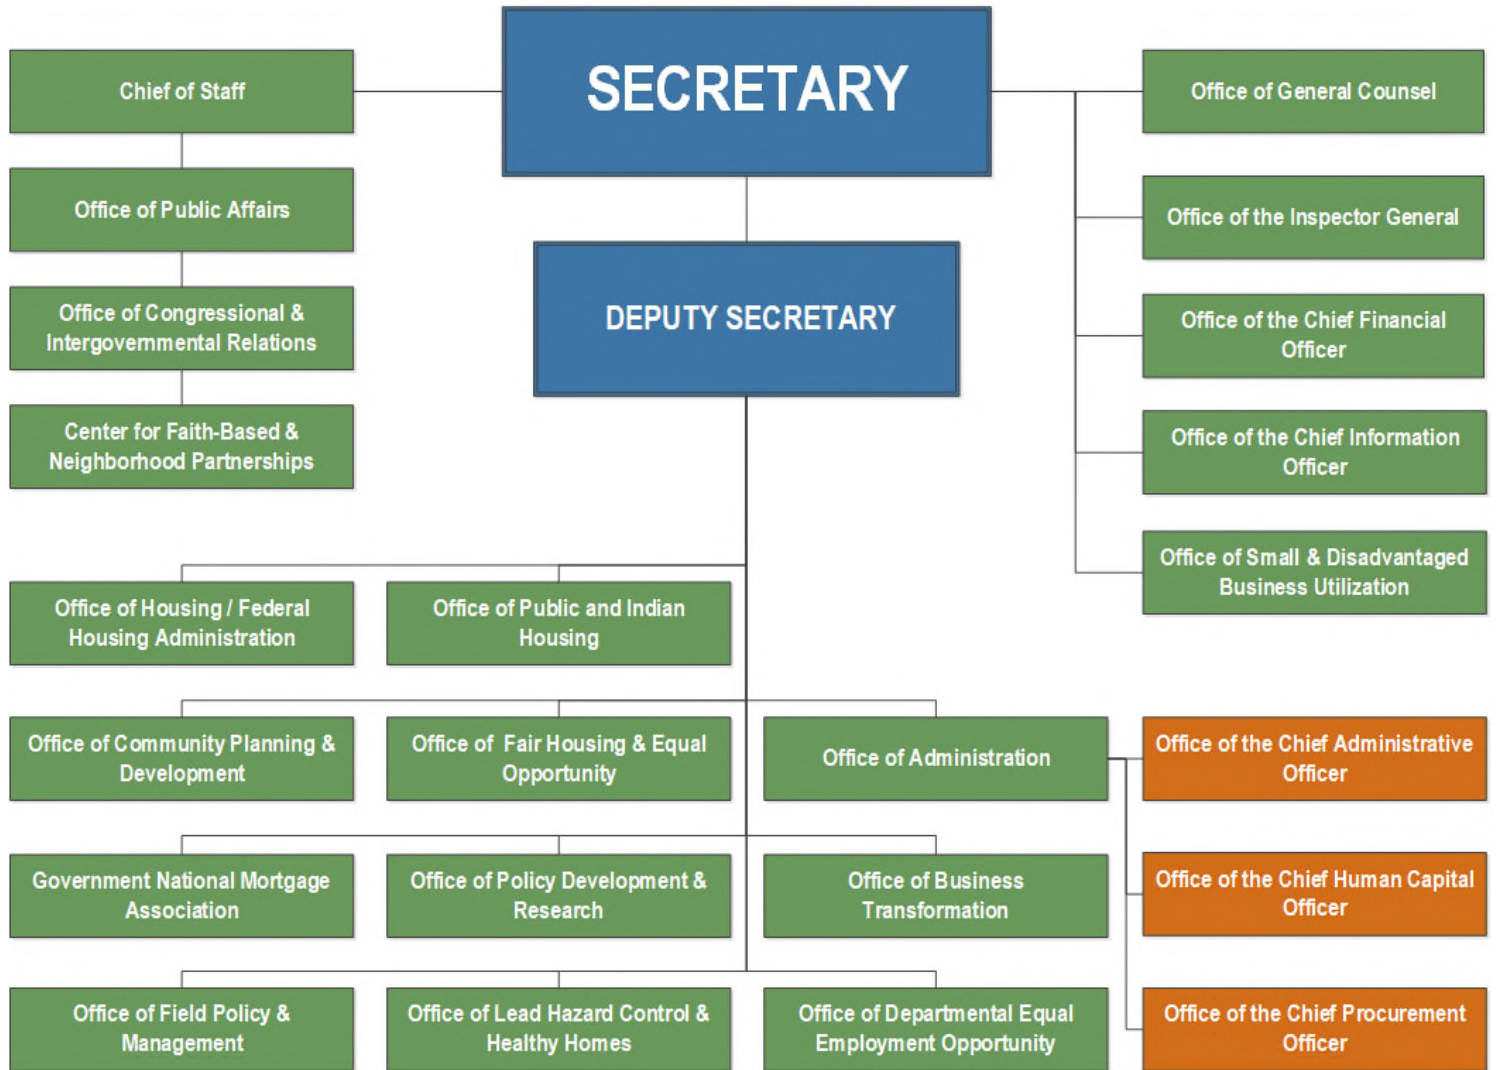 SECRETARY
Chief of Staff
Office of General Counsel
Office of Public Affairs
Office of the Inspector General
DEPUTY SECRETARY
Office of Congressional &
Intergovernmental Relations
Office of the Chief Financial
Officer
Center for Faith-Based &
Neighborhood Partnerships
Office of the Chief Information
Officer
Office of Small & Disadvantaged
Business Utilization
Office of Housing / Federal
Housing Administration
Office of Public and Indian
Housing
Office of Community Planning &
Development
Office of Fair Housing & Equal
Opportunity
Office of Administration
Office of the Chief Administrative
Officer
Government National Mortgage
Association
Office of Policy Development &
Research
Office of Business
Transformation
Office of the Chief Human Capital
Officer
Office of Field Policy &
Management
Office of Lead Hazard Control &
Healthy Homes
Office of Departmental Equal
Employment Opportunity
Office of the Chief Procurement
Officer